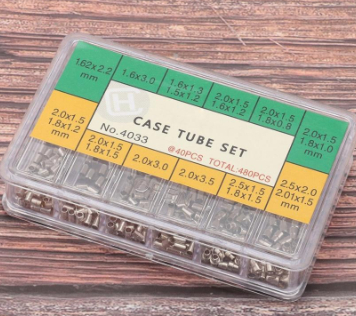 1.62x2.2
mm
1.6x3.0
1.6x1.3
1.5x1.2
2.0x1.5
1.6x1.2
2.0x1.5
1.8x0.8
2.0x1.5
1.8x1.0
mm
H
CASE TUBE SET
No.4033
@40PCS TOTAL:480PCS
2.0x1.5
1.8x1.2
mm
2.0x1.5
1.8x1.5
2.0x3.0
2.0x3.5
2.5x1.5
1.8x1.5
2.5x2.0
2.01x1.5
mm